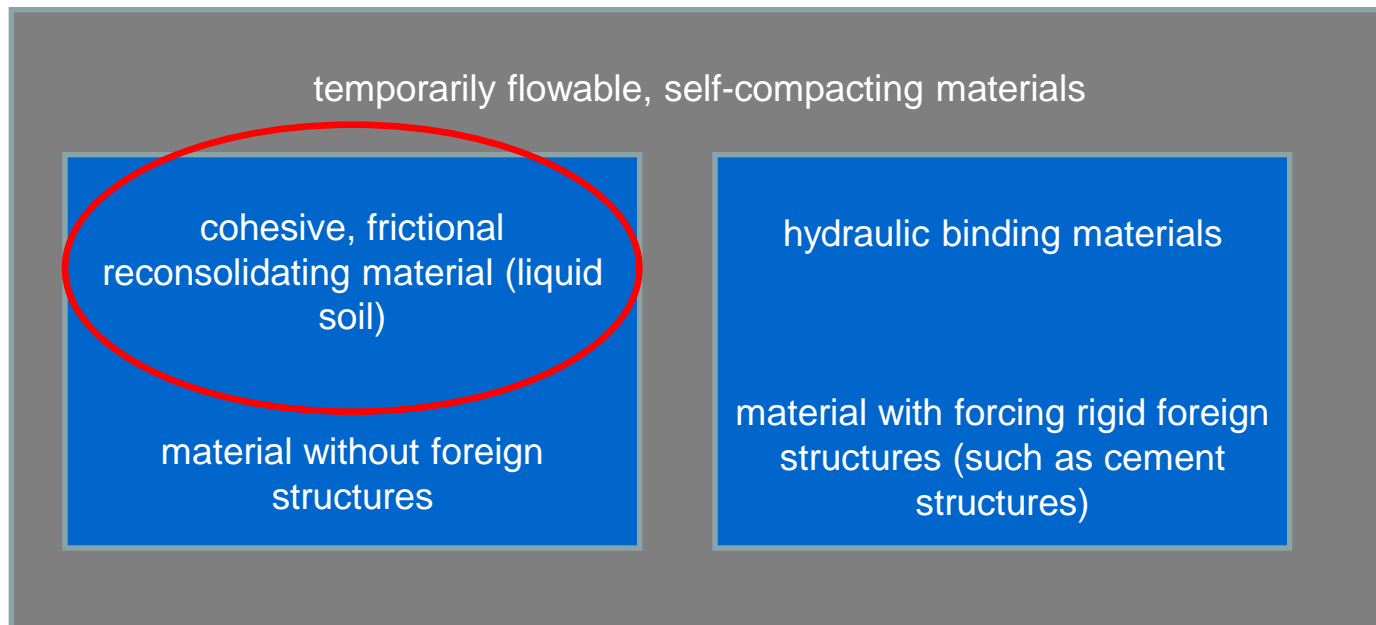 temporarily flowable, self-compacting materials
cohesive, frictional
reconsolidating material (liquid
soil)
material without foreign
structures
hydraulic binding materials
material with forcing rigid foreign
structures (such as cement
structures)